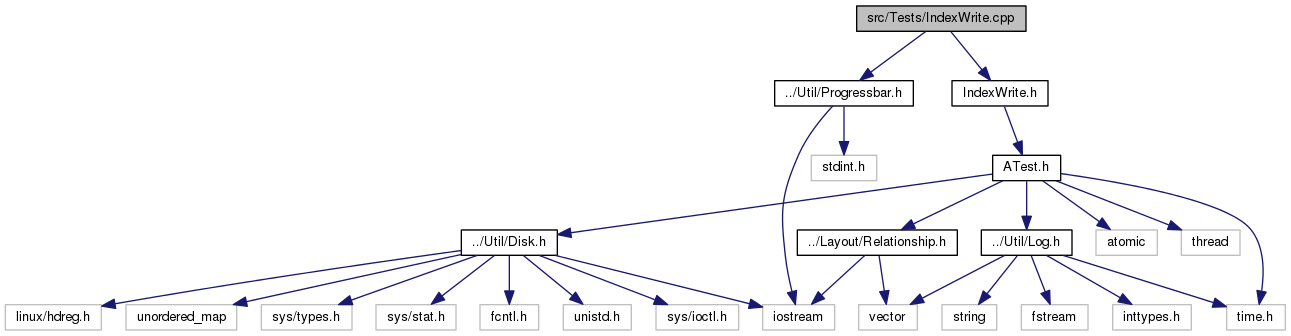 src/Tests/IndexWrite.cpp
../Util/Progressbar.h
IndexWrite.h
stdint.h
ATest.h
../Util/Disk.h
../Layout/Relationship.h
../Util/Log.h
atomic
thread
linux/hdreg.h
unordered_map
sys/types.h
sys/stat.h
fcntl.h
unistd.h
sys/ioctl.h
iostream
vector
string
fstream
inttypes.h
time.h